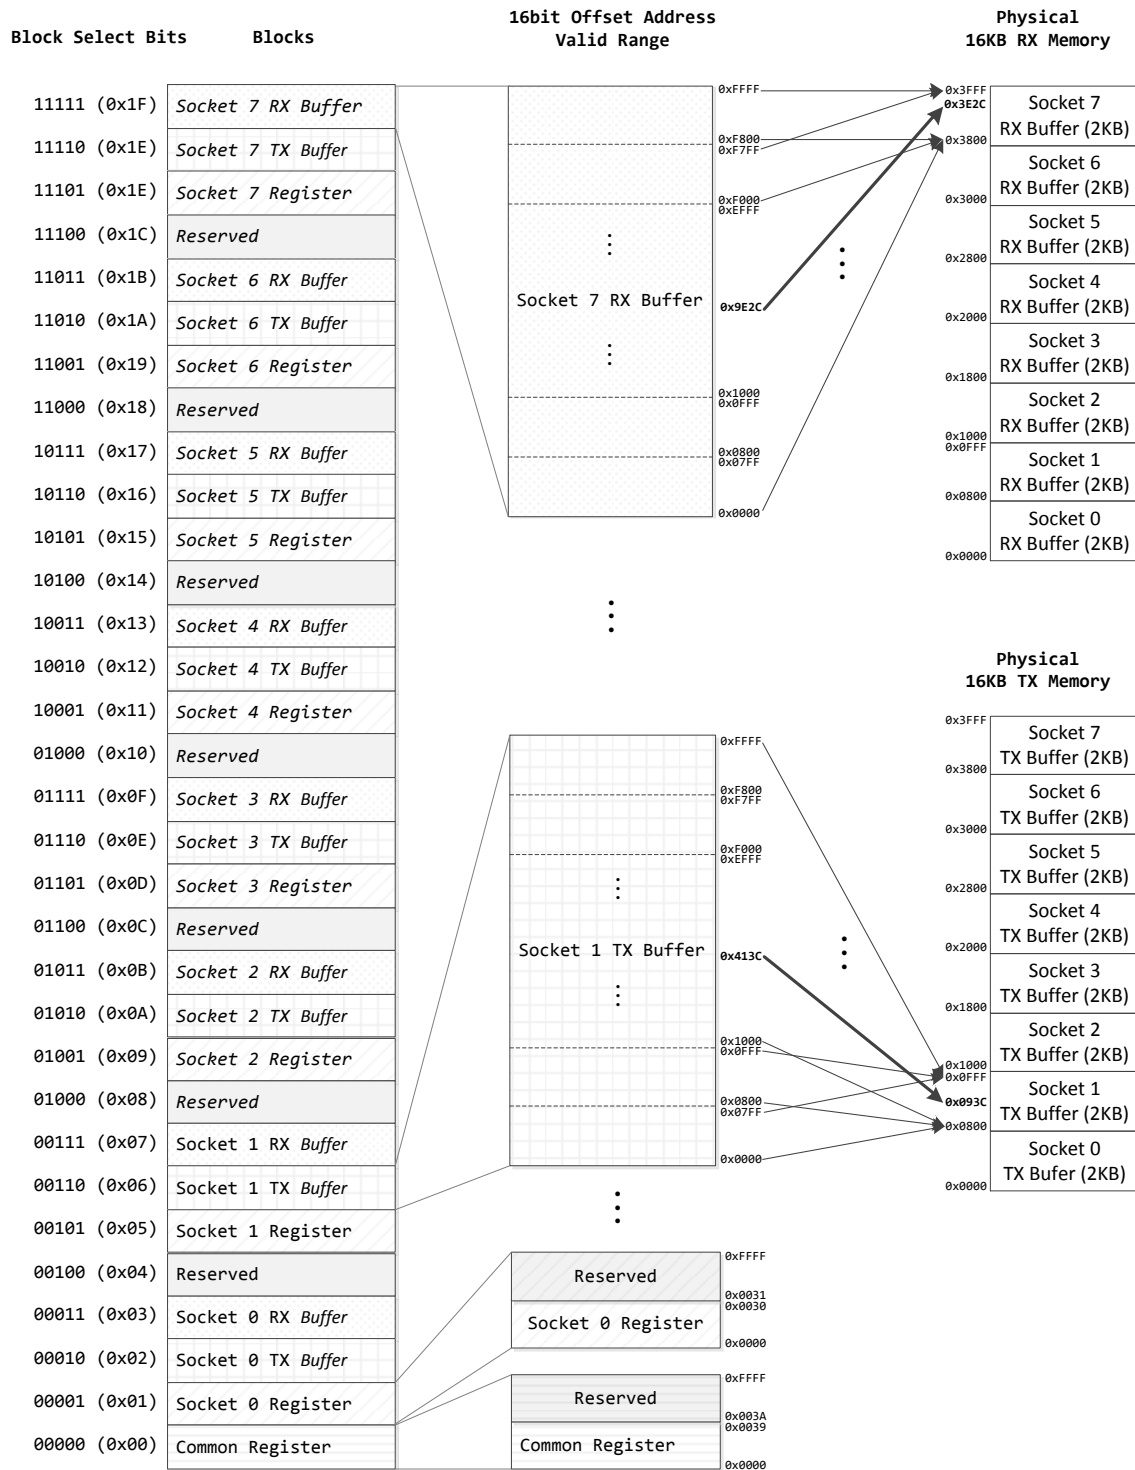 Block Select Bits
Blocks
16bit Offset Address
Valid Range
Physical
16KB RX Memory
11111 (0x1F) Socket 7 RX Buffer
11110 (0x1E) Socket 7 TX Buffer
11101 (0x1E) Socket 7 Register
11100 (0x1C) Reserved
11011 (0x1B) Socket 6 RX Buffer
11010 (0x1A) Socket 6 TX Buffer
11001 (0x19) Socket 6 Register
11000 (0x18) Reserved
10111 (0x17) Socket 5 RX Buffer
10110 (0x16) Socket 5 TX Buffer
10101 (0x15) Socket 5 Register
10100 (0x14) Reserved
10011 (0x13) Socket 4 RX Buffer
10010 (0x12) Socket 4 TX Buffer
10001 (0x11) Socket 4 Register
01000 (0x10) Reserved
01111 (0x0F) Socket 3 RX Buffer
01110 (0x0E) Socket 3 TX Buffer
01101 (0x0D) Socket 3 Register
01100 (0x0C) Reserved
01011 (0x0B) Socket 2 RX Buffer
01010 (0x0A) Socket 2 TX Buffer
01001 (0x09) Socket 2 Register
01000 (0x08) Reserved
00111 (0x07) Socket 1 RX Buffer
00110 (0x06) Socket 1 TX Buffer
00101 (0x05) Socket 1 Register
00100 (0x04) Reserved
00011 (0x03) Socket 0 RX Buffer
00010 (0x02) Socket 0 TX Buffer
00001 (0x01) Socket 0 Register
00000 (0x00) Common Register
0xFFFF
0xF800
0xF7FF
0xF000
0xEFFF
Socket 7 RX Buffer
0x9E2C
0x1000
0x0FFF
0x0800
0x07FF
0x0000
0x3FFF
0x3E2C
Socket 7
RX Buffer (2KB)
0x3800
Socket 6
RX Buffer (2KB)
0x3000
Socket 5
RX Buffer (2KB)
0x2800
Socket 4
RX Buffer (2KB)
0x2000
Socket 3
RX Buffer (2KB)
0x1800
Socket 2
RX Buffer (2KB)
0x1000
0x0FFF
Socket 1
RX Buffer (2KB)
0x0800
Socket 0
RX Buffer (2KB)
0x0000
Physical
16KB TX Memory
0xFFFF
0xF800
0xF7FF
0xF000
0xEFFF
Socket 1 TX Buffer
0x413C
0x1000
0x0FFF
0x0800
0x07FF
0x0000
0x3FFF
Socket 7
TX Buffer (2KB)
0x3800
Socket 6
TX Buffer (2KB)
0x3000
Socket 5
TX Buffer (2KB)
0x2800
Socket 4
TX Buffer (2KB)
0x2000
Socket 3
TX Buffer (2KB)
0x1800
Socket 2
TX Buffer (2KB)
0x1000
0x0FFF
Socket 1
TX Buffer (2KB)
0x093C
0x0800
Socket 0
TX Bufer (2KB)
0x0000
0xFFFF
Reserved
0x0031
0x0030
Socket 0 Register
0x0000
0xFFFF
Reserved
0x003A
0x0039
Common Register
0x0000